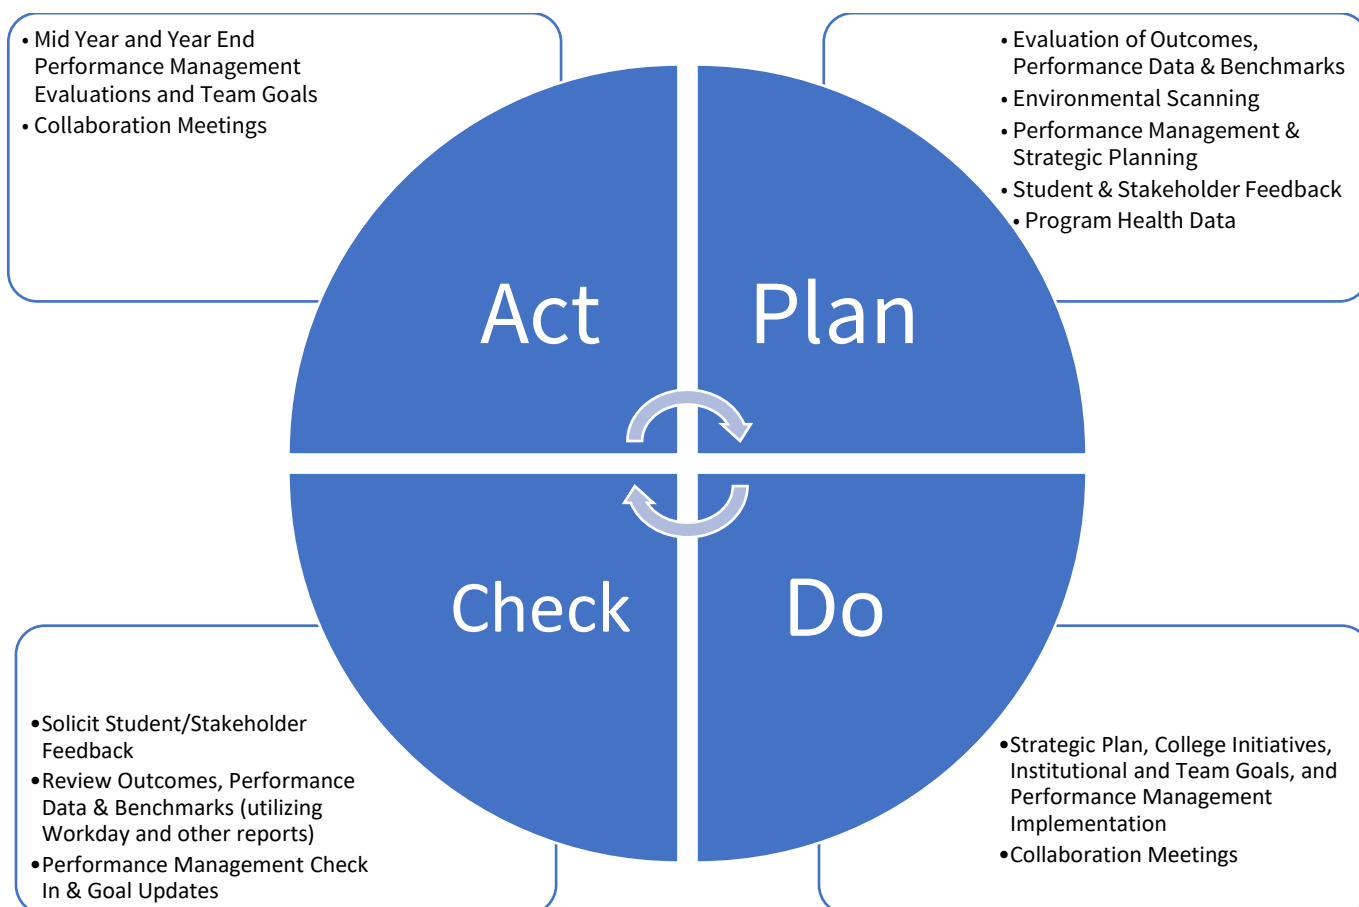 • Mid Year and Year End
Performance Management
Evaluations and Team Goals
• Collaboration Meetings
• Evaluation of Outcomes,
Performance Data & Benchmarks
• Environmental Scanning
• Performance Management &
Strategic Planning
• Student & Stakeholder Feedback
• Program Health Data
Act
Plan
Check
Do
•Solicit Student/Stakeholder
Feedback
•Review Outcomes, Performance
Data & Benchmarks (utilizing
Workday and other reports)
•Performance Management Check
In & Goal Updates
•Strategic Plan, College Initiatives,
Institutional and Team Goals, and
Performance Management
Implementation
•Collaboration Meetings